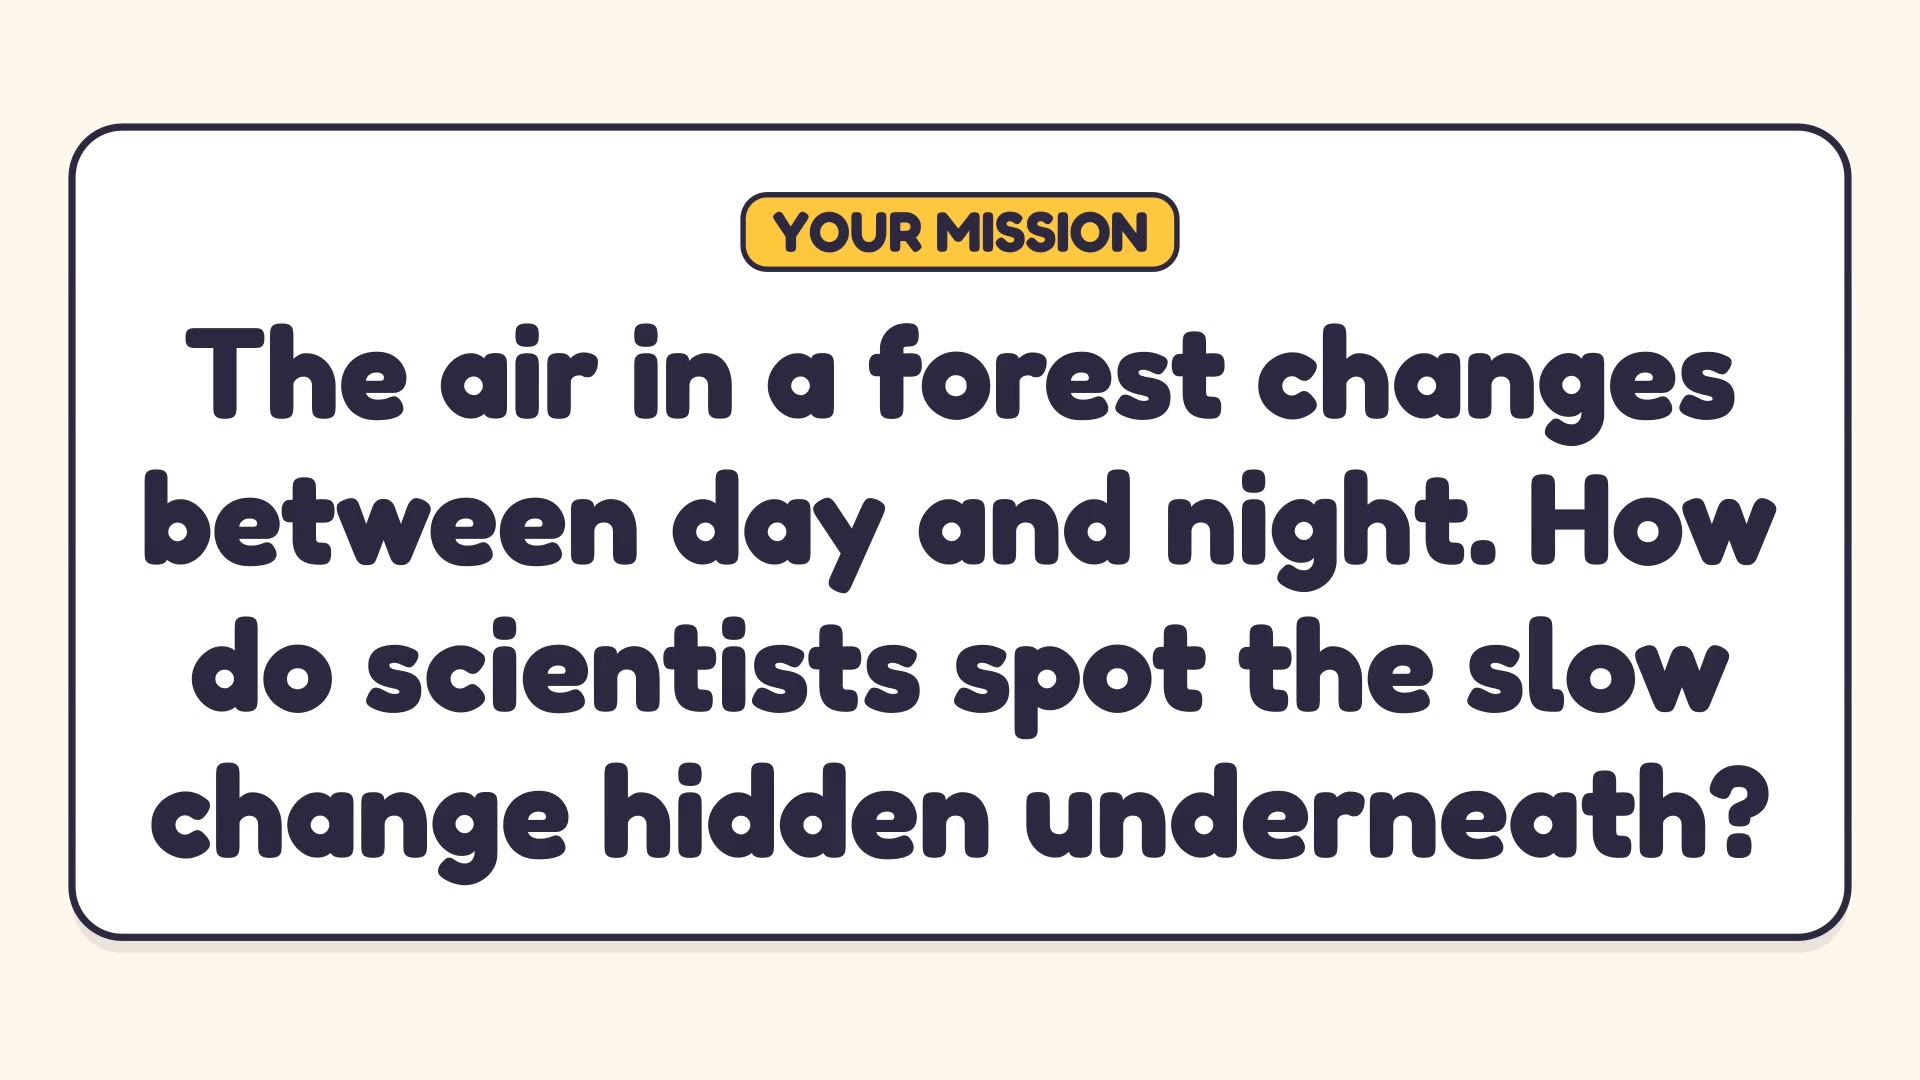 YOUR MISSION
The air in a forest changes
between day and night. How
do scientists spot the slow
change hidden underneath?